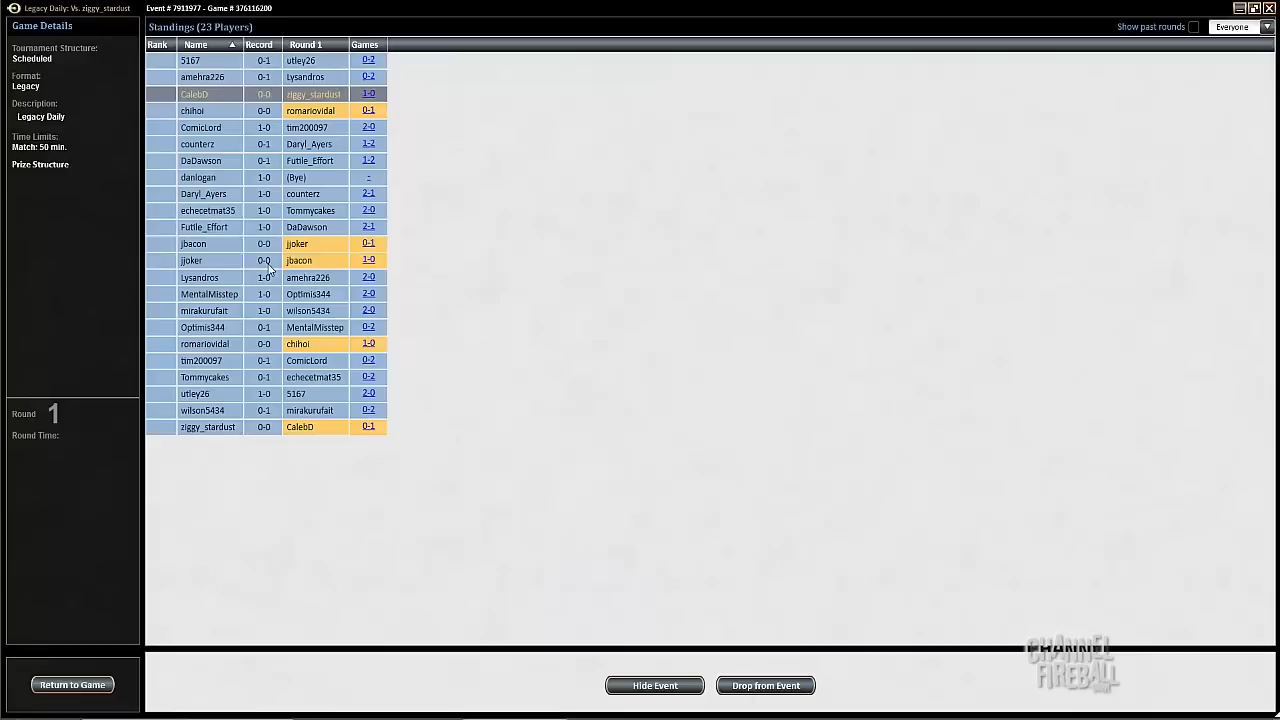 Legacy Daily: Vs. ziggy_stardust Event # 7911977 - Game # 376116200
Game Details
Tournament Structure:
Scheduled
Format:
Legacy
Description:
Legacy Daily
Time Limits:
Match: 50 min.
Prize Structure
Round 1
Round Time:
Return to Game
Standings (23 Players) Show past rounds Everyone
Rank Name Record Round 1 Games
5167 0-1 utley26 0-2
amehra226 0-1 Lysandros 0-2
CalebD 0-0 ziggy_stardust 1-0
chihoi 0-0 romariovidal 0-1
ComicLord 1-0 tim200097 2-0
counterz 0-1 Daryl_Ayers 1-2
DaDawson 0-1 Futile_Effort 1-2
danlogan 1-0 (Bye) -
Daryl_Ayers 1-0 counterz 2-1
echecetmat35 1-0 Tommycakes 2-0
Futile_Effort 1-0 DaDawson 2-1
jbacon 0-0 jjoker 0-1
jjoker 0-0 jbacon 1-0
Lysandros 1-0 amehra226 2-0
MentalMisstep 1-0 Optimis344 2-0
mirakurufait 1-0 wilson5434 2-0
Optimis344 0-1 MentalMisstep 0-2
romariovidal 0-0 chihoi 1-0
tim200097 0-1 ComicLord 0-2
Tommycakes 0-1 echecetmat35 0-2
utley26 1-0 5167 2-0
wilson5434 0-1 mirakurufait 0-2
ziggy_stardust 0-0 CalebD 0-1
Hide Event Drop from Event
CHANNEL
FIREBALL